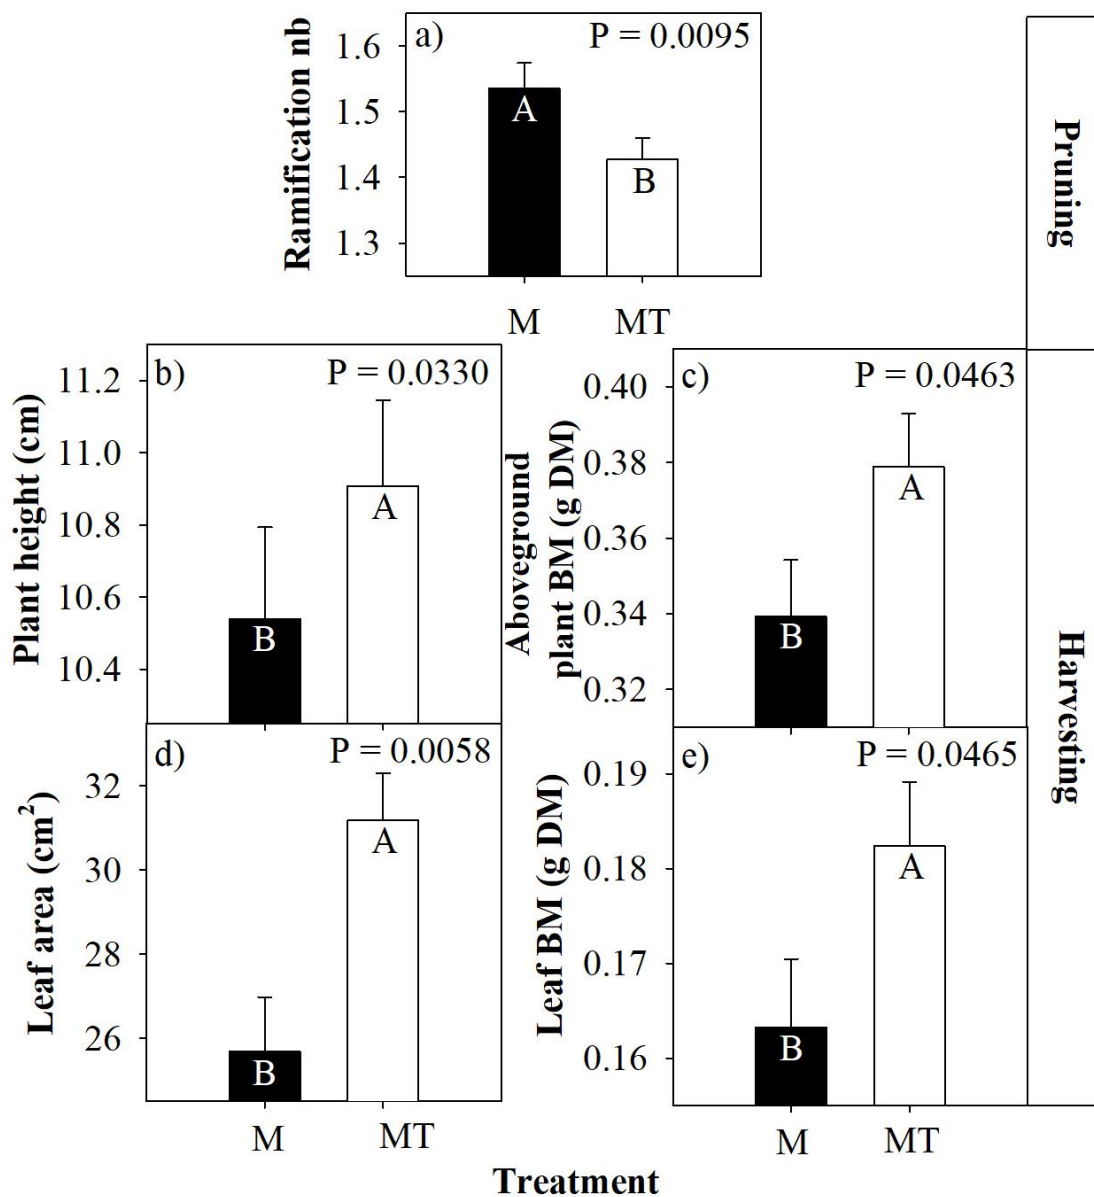 a)
P = 0.0095
Ramification nb
1.6
1.5
1.4
1.3
A
B
M
MT
Pruning
b)
P = 0.0330
Plant height (cm)
11.2
11.0
10.8
10.6
10.4
B
A
c)
P = 0.0463
Aboveground
plant BM (g DM)
0.40
0.38
0.36
0.34
0.32
B
A
Harvesting
d)
P = 0.0058
Leaf area (cm²)
32
30
28
26
B
A
M
MT
e)
P = 0.0465
Leaf BM (g DM)
0.19
0.18
0.17
0.16
B
A
M
MT
Treatment